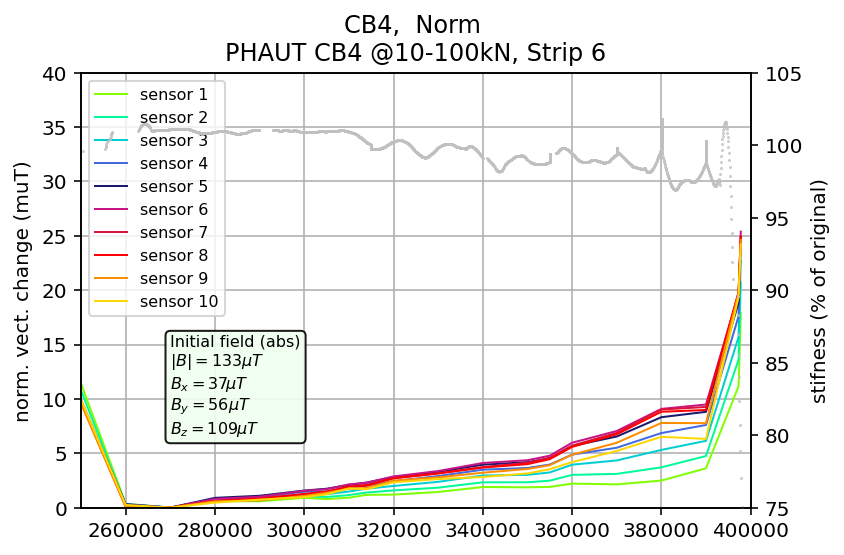 CB4,  Norm
PHAUT CB4 @10-100kN, Strip 6
norm. vect. change (muT)
40
35
30
25
20
15
10
5
0
sensor 1
sensor 2
sensor 3
sensor 4
sensor 5
sensor 6
sensor 7
sensor 8
sensor 9
sensor 10
Initial field (abs)
|B| = 133μT
Bₓ = 37μT
B_y = 56μT
B_z = 109μT
105
100
95
90
85
80
75
stifness (% of original)
260000 280000 300000 320000 340000 360000 380000 400000